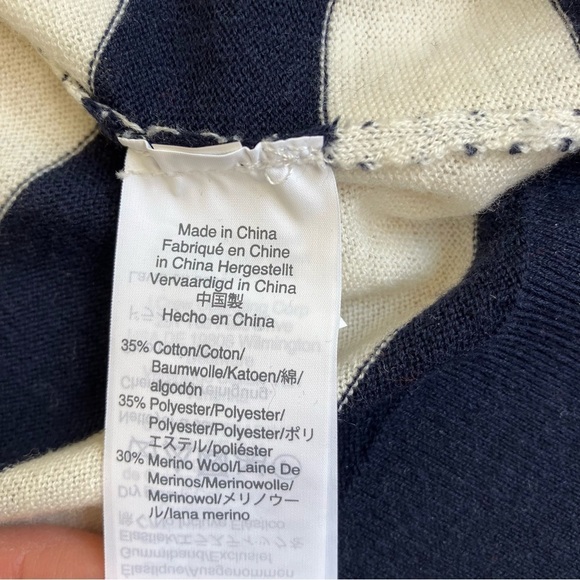 Made in China
Fabriqué en Chine
in China Hergestellt
Vervaardigd in China
中国製
Hecho en China
35% Cotton/Coton/
Baumwolle/Katoen/綿/
algodón
35% Polyester/Polyester/
Polyester/Polyester/ポリ
エステル/poliéster
30% Merino Wool/Laine De
Merinos/Merinowolle/
Merinowol/メリノウー
ル/lana merino